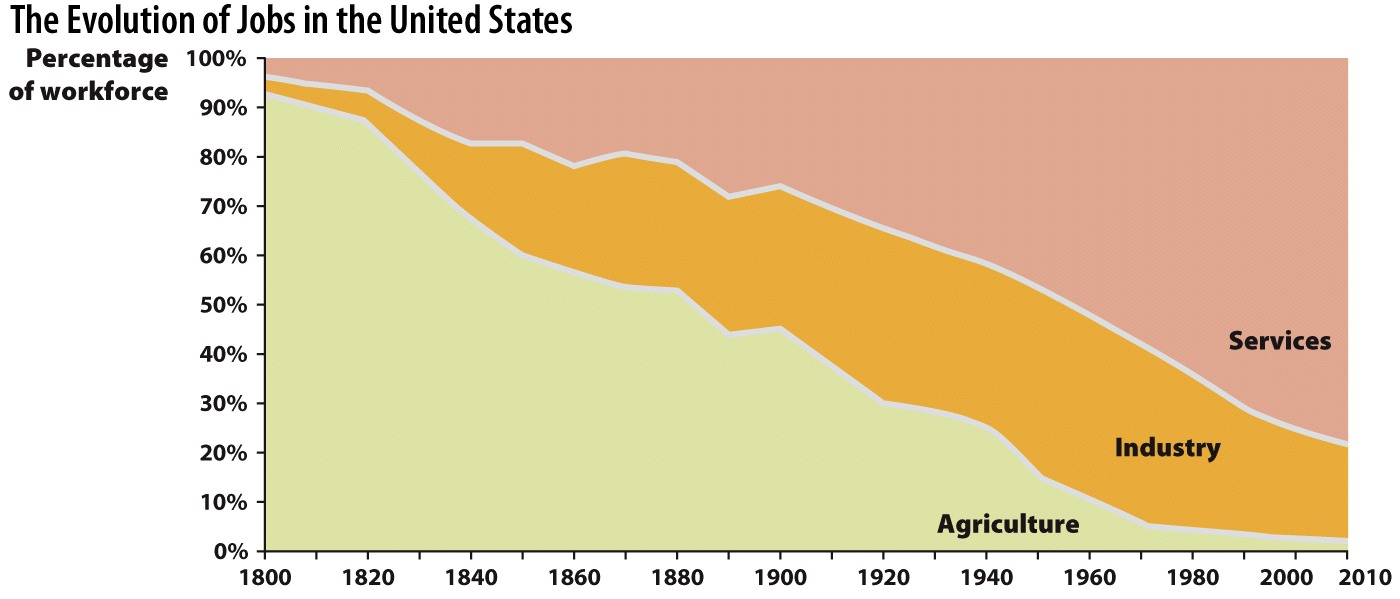 The Evolution of Jobs in the United States
Percentage
of workforce
100%
90%
80%
70%
60%
50%
40%
30%
20%
10%
0%
Services
Industry
Agriculture
1800 1820 1840 1860 1880 1900 1920 1940 1960 1980 2000 2010